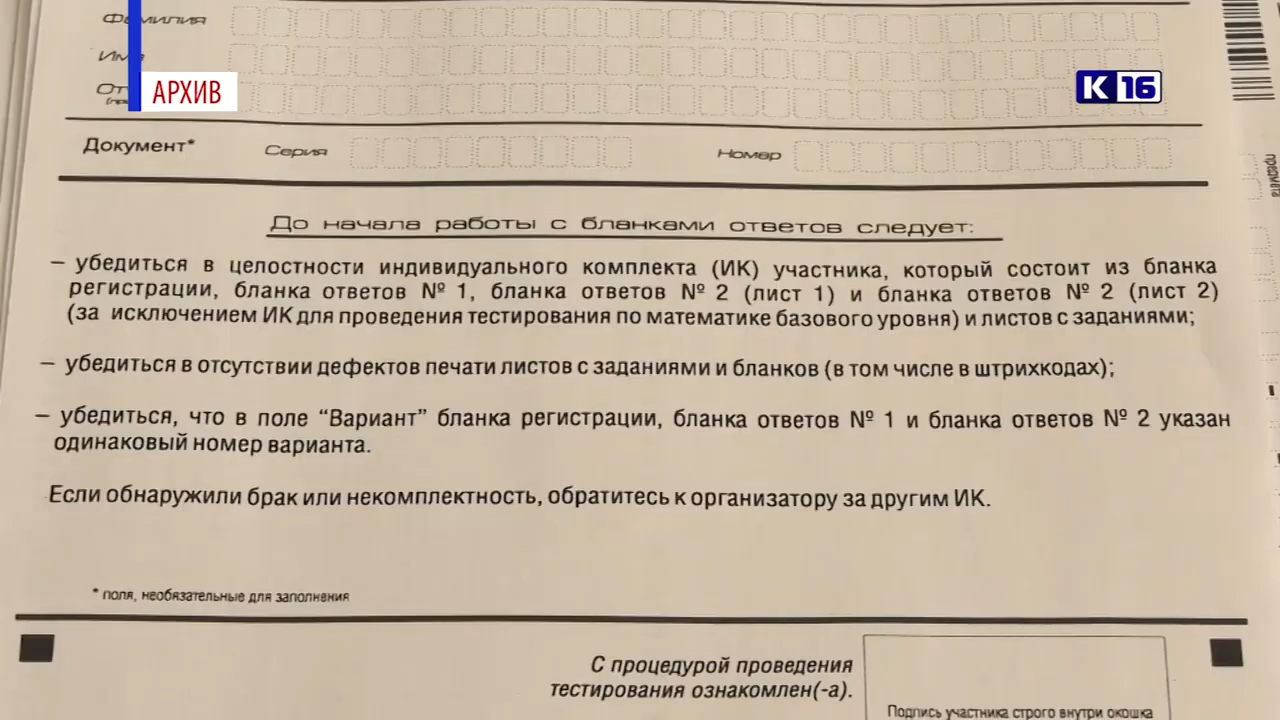 Фамилия
Имя
АРХИВ
К 16
Документ* Серия Номер
До начала работы с бланками ответов следует:
– убедиться в целостности индивидуального комплекта (ИК) участника, который состоит из бланка
регистрации, бланка ответов № 1, бланка ответов № 2 (лист 1) и бланка ответов № 2 (лист 2)
(за исключением ИК для проведения тестирования по математике базового уровня) и листов с заданиями;
– убедиться в отсутствии дефектов печати листов с заданиями и бланков (в том числе в штрихкодах);
– убедиться, что в поле “Вариант” бланка регистрации, бланка ответов № 1 и бланка ответов № 2 указан
одинаковый номер варианта.
Если обнаружили брак или некомплектность, обратитесь к организатору за другим ИК.
* поля, необязательные для заполнения
С процедурой проведения
тестирования ознакомлен(-а).
Подпись участника строго внутри окошка
предмета